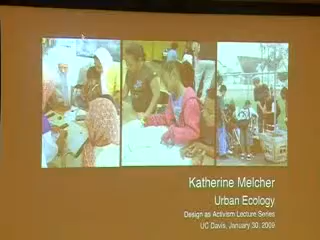 Katherine Melcher
Urban Ecology
Design as Activism Lecture Series
UC Davis, January 30, 2009